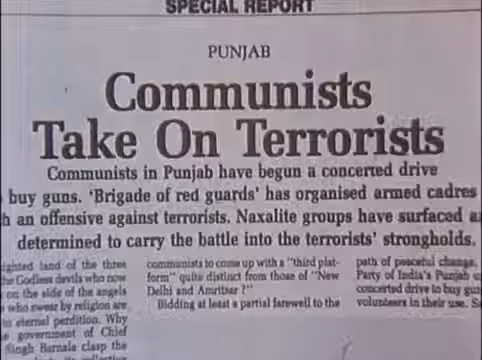 SPECIAL REPORT
PUNJAB
Communists
Take On Terrorists
Communists in Punjab have begun a concerted drive
buy guns. 'Brigade of red guards' has organised armed cadres
an offensive against terrorists. Naxalite groups have surfaced
determined to carry the battle into the terrorists' strongholds.
land of the three
the Godless devils who now
on the side of the angels
who swear by religion are
to eternal perdition. Why
government of Chief
Singh Barnala clasp the
communists to come up with a "third plat-
form" quite distinct from those of "New
Delhi and Amritsar !"
Bidding at least a partial farewell to the
path of peaceful change,
Party of India's Punjab
concerted drive to buy
volunteers in their use.